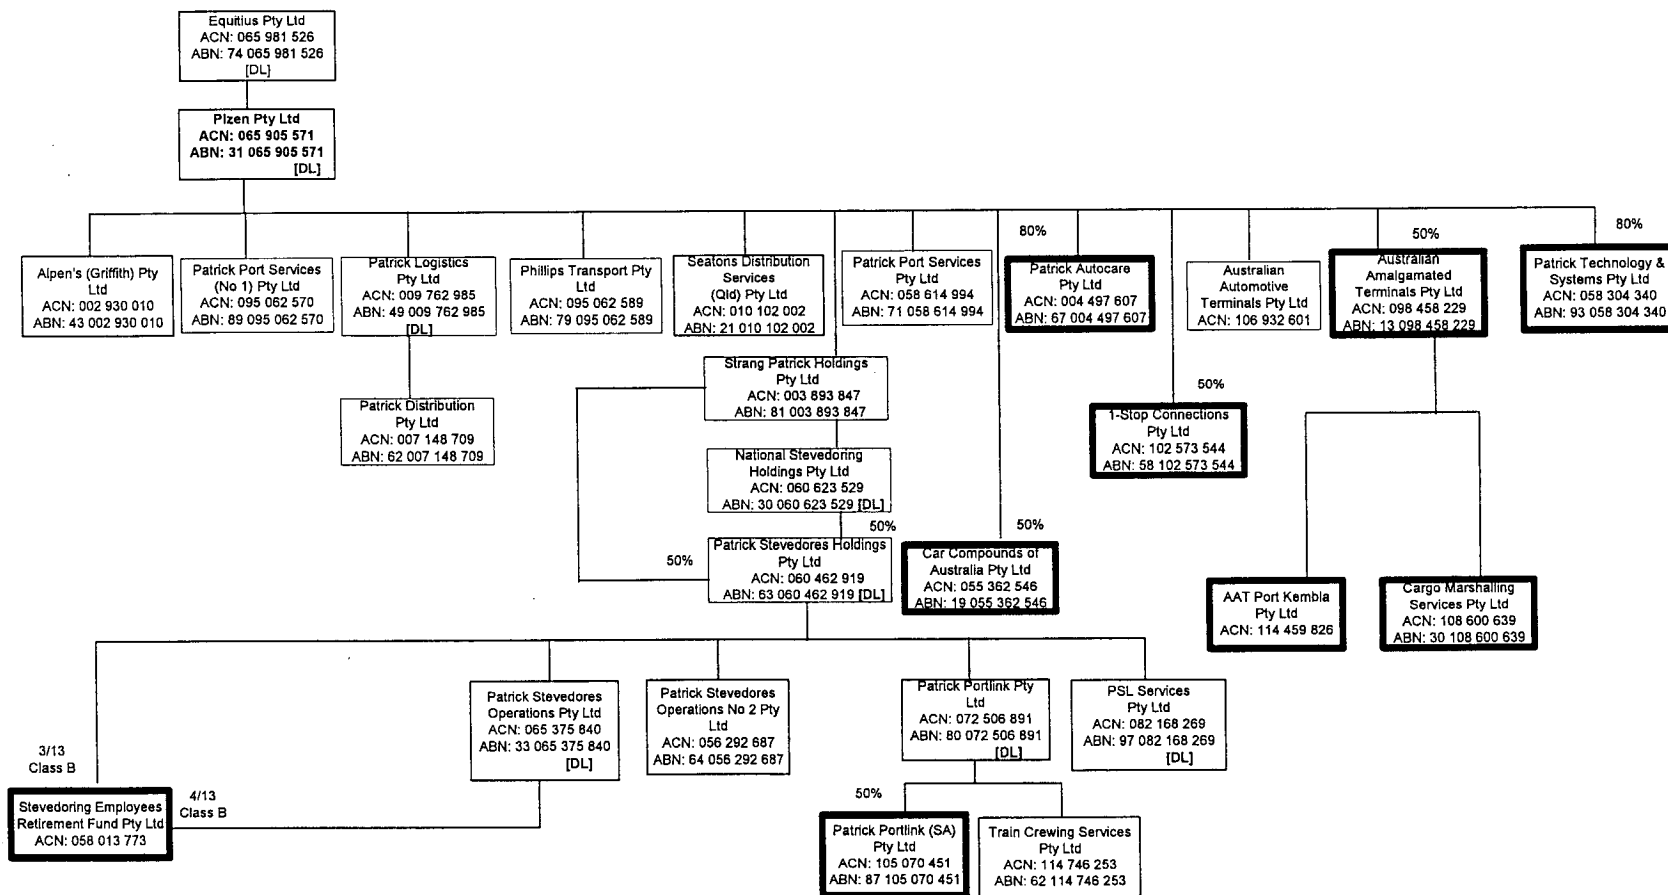 Equitius Pty Ltd
ACN: 065 981 526
ABN: 74 065 981 526
[DL]
Plzen Pty Ltd
ACN: 065 905 571
ABN: 31 065 905 571
[DL]
Alpen's (Griffith) Pty
Ltd
ACN: 002 930 010
ABN: 43 002 930 010
Patrick Port Services
(No 1) Pty Ltd
ACN: 095 062 570
ABN: 89 095 062 570
Patrick Logistics
Pty Ltd
ACN: 009 762 985
ABN: 49 009 762 985
[DL]
Phillips Transport Pty
Ltd
ACN: 095 062 589
ABN: 79 095 062 589
Seatons Distribution
Services
(Qld) Pty Ltd
ACN: 010 102 002
ABN: 21 010 102 002
Patrick Port Services
Pty Ltd
ACN: 058 614 994
ABN: 71 058 614 994
80%
Patrick Autocare
Pty Ltd
ACN: 004 497 607
ABN: 67 004 497 607
Australian
Automotive
Terminals Pty Ltd
ACN: 106 932 601
50%
Australian
Amalgamated
Terminals Pty Ltd
ACN: 098 458 229
ABN: 13 098 458 229
80%
Patrick Technology &
Systems Pty Ltd
ACN: 058 304 340
ABN: 93 058 304 340
Patrick Distribution
Pty Ltd
ACN: 007 148 709
ABN: 62 007 148 709
Strang Patrick Holdings
Pty Ltd
ACN: 003 893 847
ABN: 81 003 893 847
50%
1-Stop Connections
Pty Ltd
ACN: 102 573 544
ABN: 58 102 573 544
National Stevedoring
Holdings Pty Ltd
ACN: 060 623 529
ABN: 30 060 623 529 [DL]
50%
50%
Patrick Stevedores Holdings
Pty Ltd
ACN: 060 462 919
ABN: 63 060 462 919 [DL]
50%
Car Compounds of
Australia Pty Ltd
ACN: 055 362 546
ABN: 19 055 362 546
AAT Port Kembla
Pty Ltd
ACN: 114 459 826
Cargo Marshalling
Services Pty Ltd
ACN: 108 600 639
ABN: 30 108 600 639
Patrick Stevedores
Operations Pty Ltd
ACN: 065 375 840
ABN: 33 065 375 840
[DL]
Patrick Stevedores
Operations No 2 Pty
Ltd
ACN: 056 292 687
ABN: 64 056 292 687
Patrick Portlink Pty
Ltd
ACN: 072 506 891
ABN: 80 072 506 891
[DL]
PSL Services
Pty Ltd
ACN: 082 168 269
ABN: 97 082 168 269
[DL]
3/13
Class B
Stevedoring Employees
Retirement Fund Pty Ltd
ACN: 058 013 773
4/13
Class B
50%
Patrick Portlink (SA)
Pty Ltd
ACN: 105 070 451
ABN: 87 105 070 451
Train Crewing Services
Pty Ltd
ACN: 114 746 253
ABN: 62 114 746 253